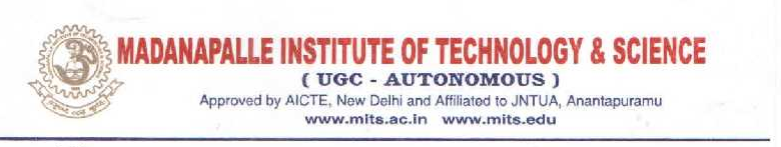 MADANAPALLE INSTITUTE OF TECHNOLOGY & SCIENCE
( UGC - AUTONOMOUS )
Approved by AICTE, New Delhi and Affiliated to JNTUA, Anantapuramu
www.mits.ac.in www.mits.edu